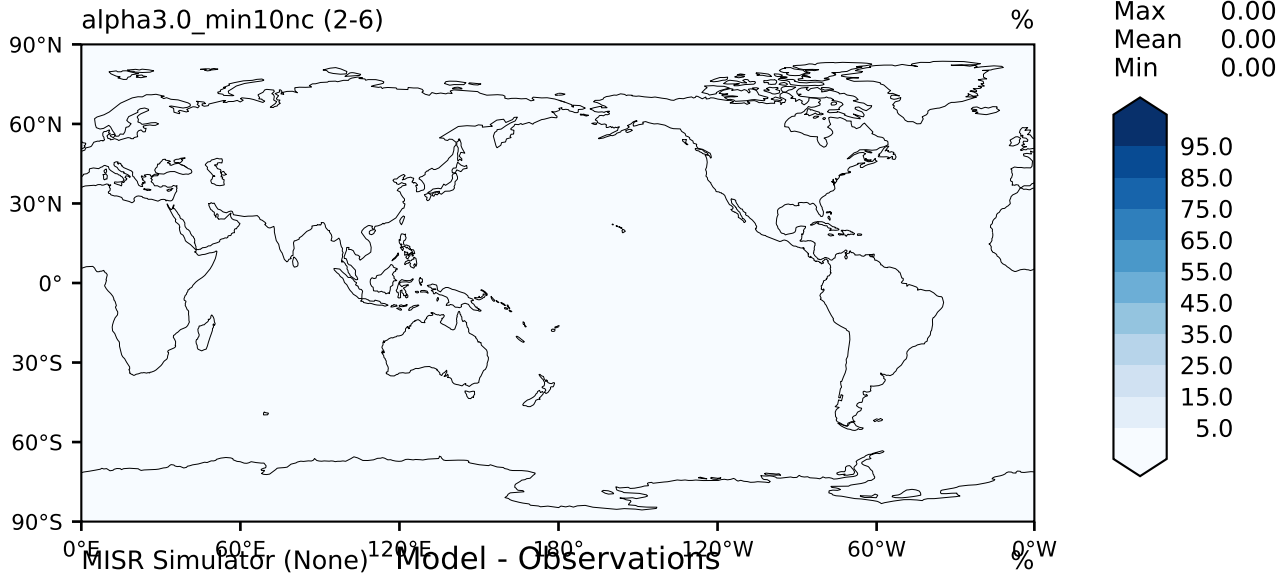 alpha3.0_min10nc (2-6) %
Max 0.00
Mean 0.00
Min 0.00
90°N
60°N
30°N
0°
30°S
60°S
90°S
95.0
85.0
75.0
65.0
55.0
45.0
35.0
25.0
15.0
5.0
0°E 60°E 120°E 180° 120°W 60°W 0°W
MISR Simulator (None) Model - Observations %